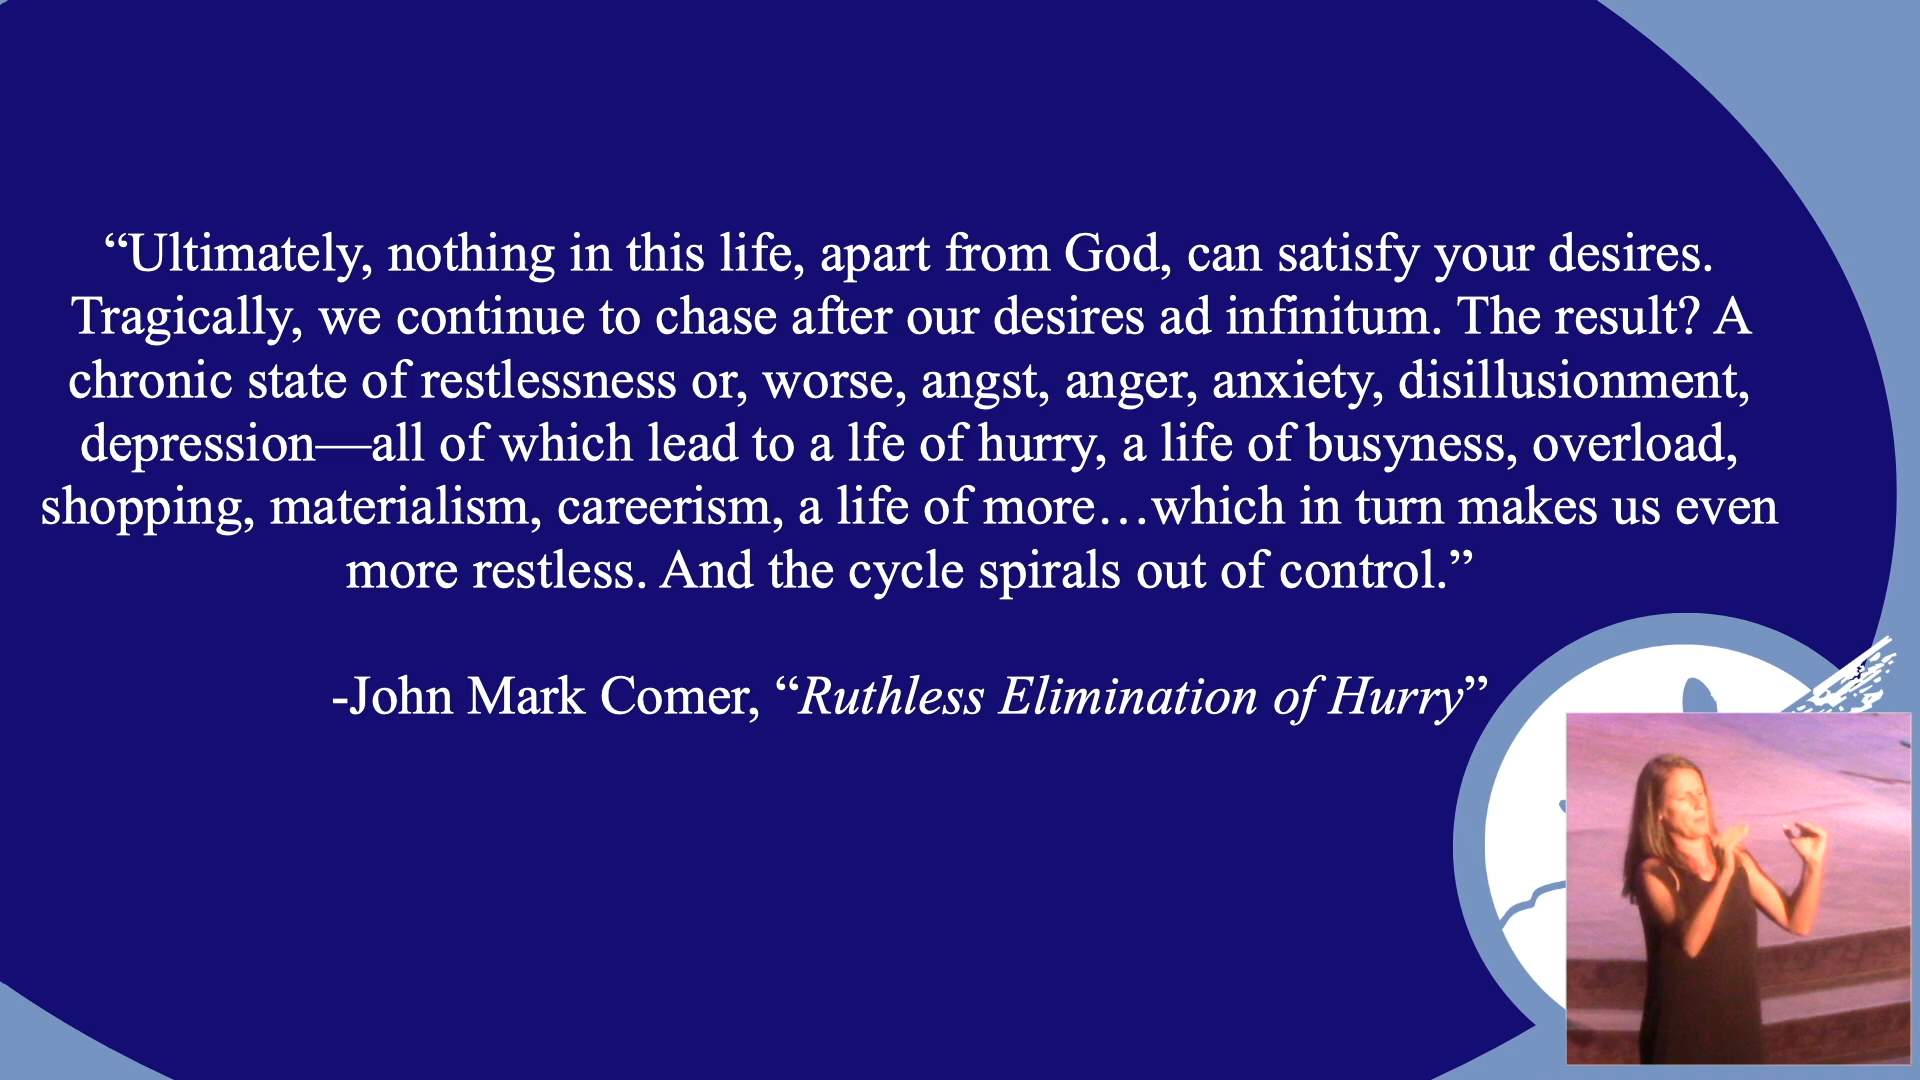 “Ultimately, nothing in this life, apart from God, can satisfy your desires.
Tragically, we continue to chase after our desires ad infinitum. The result? A
chronic state of restlessness or, worse, angst, anger, anxiety, disillusionment,
depression—all of which lead to a lfe of hurry, a life of busyness, overload,
shopping, materialism, careerism, a life of more…which in turn makes us even
more restless. And the cycle spirals out of control.”
-John Mark Comer, “Ruthless Elimination of Hurry”